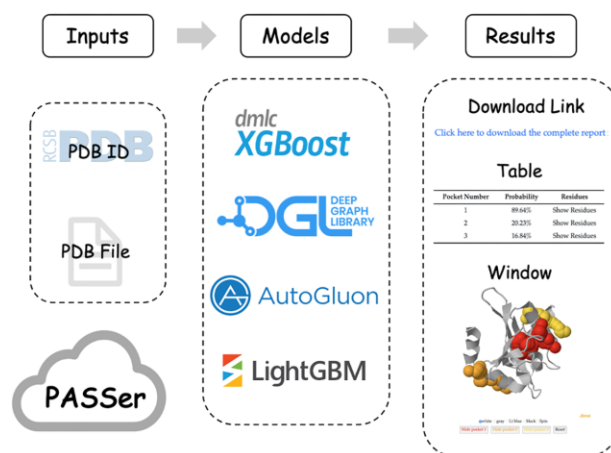 Inputs
Models
Results
RCSB
PDB
PDB ID
PDB File
PASSer
dmlc
XGBoost
DGL
DEEP
GRAPH
LIBRARY
AutoGluon
LightGBM
Download Link
Click here to download the complete report
Table
Pocket Number Probability Residues
1 89.64% Show Residues
2 20.23% Show Residues
3 16.84% Show Residues
Window
Spin
Reset